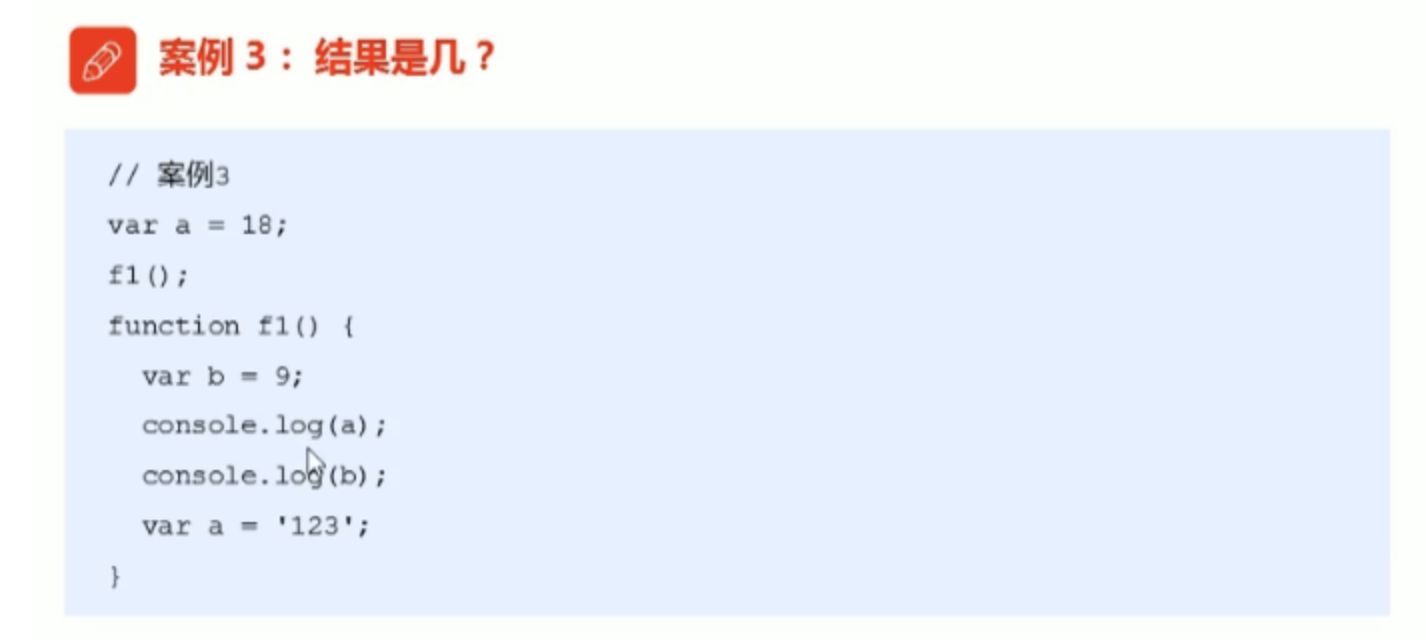 案例 3： 结果是几？
// 案例3
var a = 18;
f1();
function f1() {
  var b = 9;
  console.log(a);
  console.log(b);
  var a = '123';
}